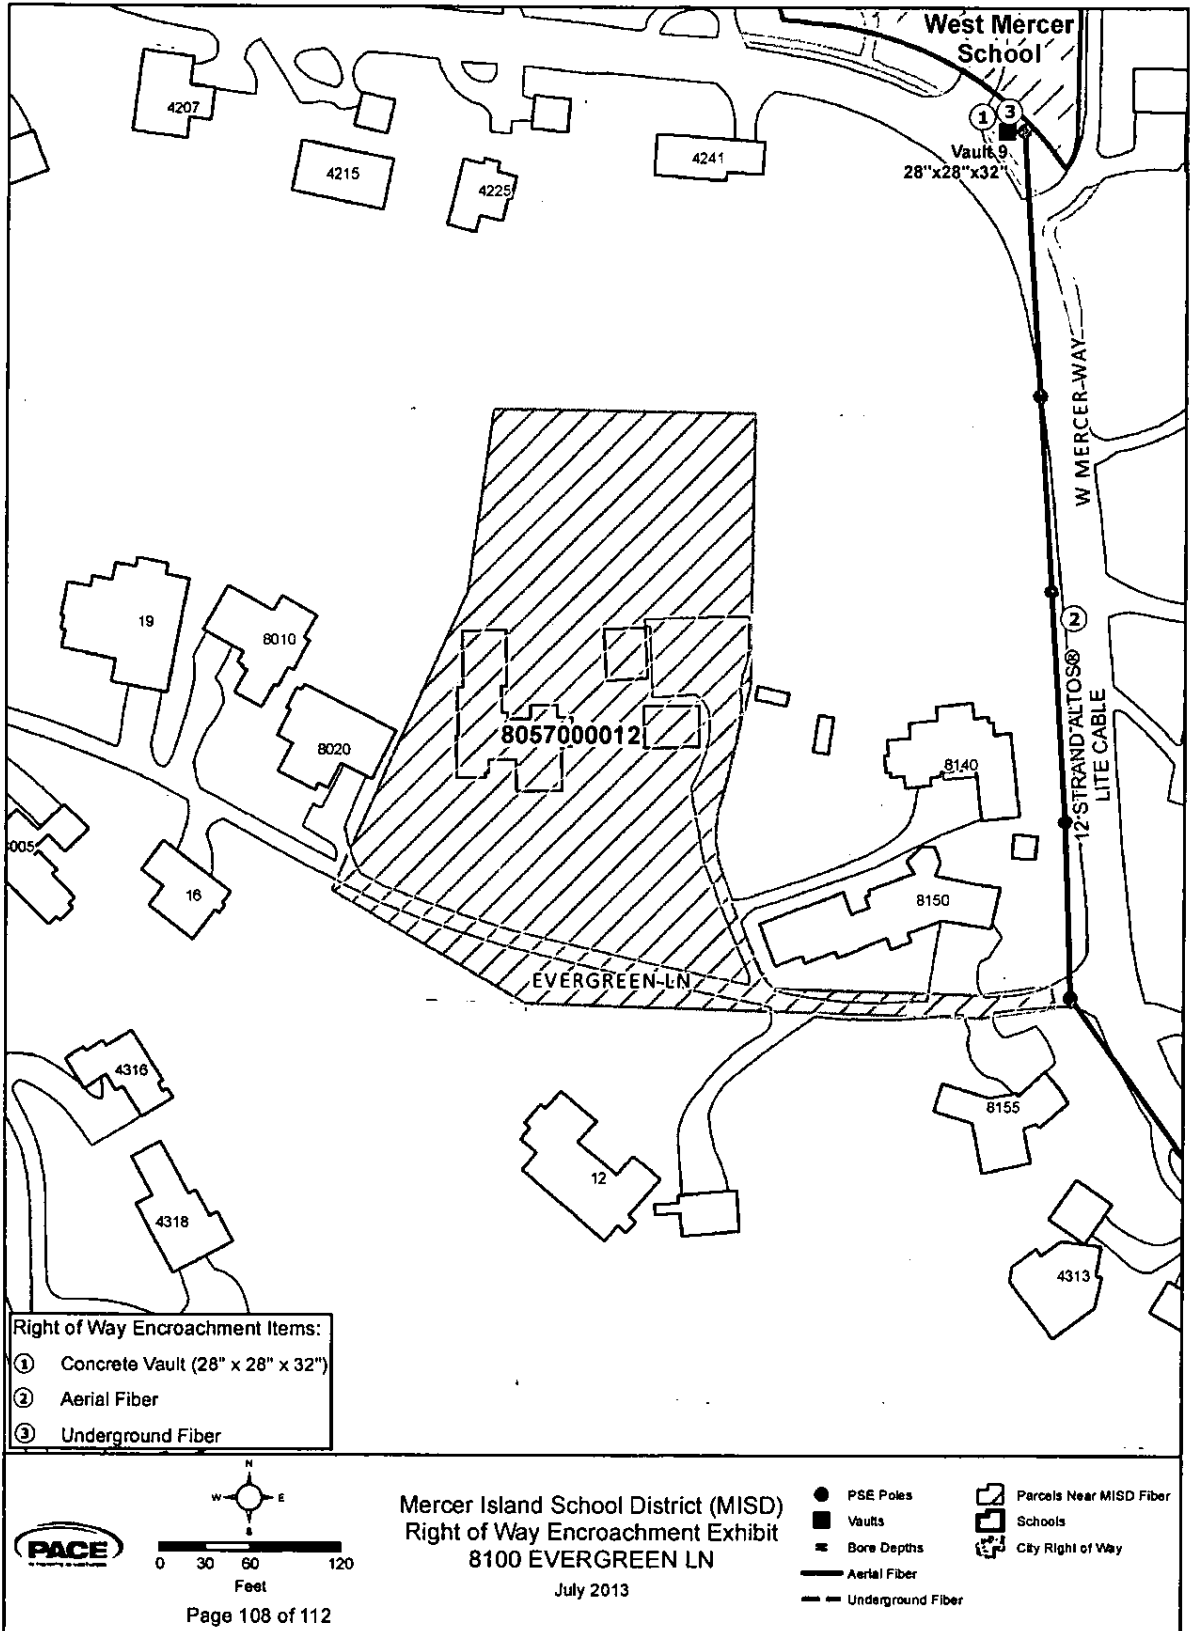 West Mercer
School
4207
4215
4225
4241
1
3
Vault 9
28"x28"x32"
W MERCER WAY
19
8010
8020
8057000012
2
12 STRAND ALTOS®
LITE CABLE
8140
8150
16
EVERGREEN LN
4316
4318
12
8155
4313
Right of Way Encroachment Items:
1 Concrete Vault (28" x 28" x 32")
2 Aerial Fiber
3 Underground Fiber
PACE
N
W E
0 30 60 120
Feet
Page 108 of 112
Mercer Island School District (MISD)
Right of Way Encroachment Exhibit
8100 EVERGREEN LN
July 2013
PSE Poles
Vaults
Bore Depths
Aerial Fiber
Underground Fiber
Parcels Near MISD Fiber
Schools
City Right of Way